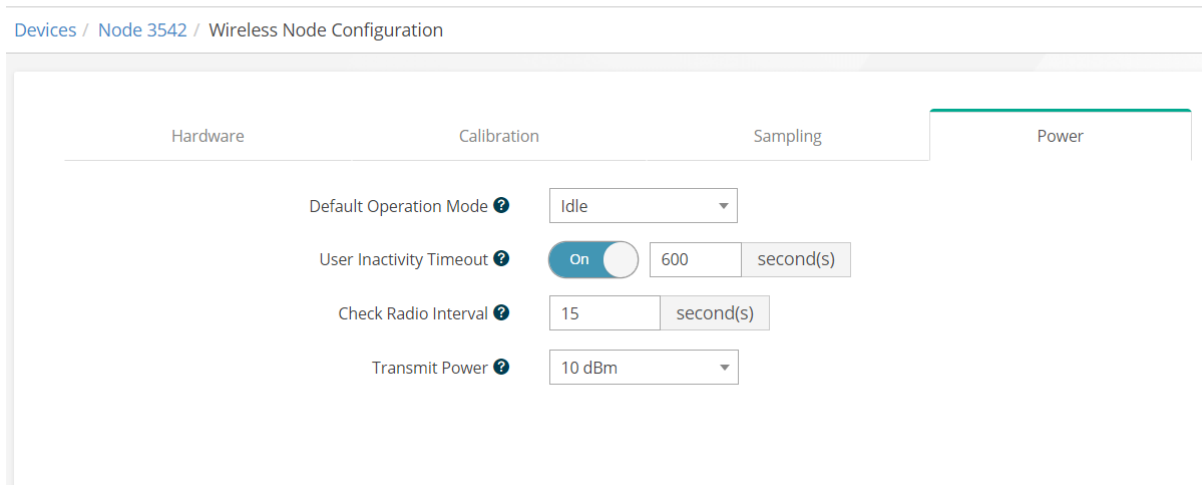 Devices / Node 3542 / Wireless Node Configuration
Hardware Calibration Sampling Power
Default Operation Mode ? Idle
User Inactivity Timeout ? On 600 second(s)
Check Radio Interval ? 15 second(s)
Transmit Power ? 10 dBm